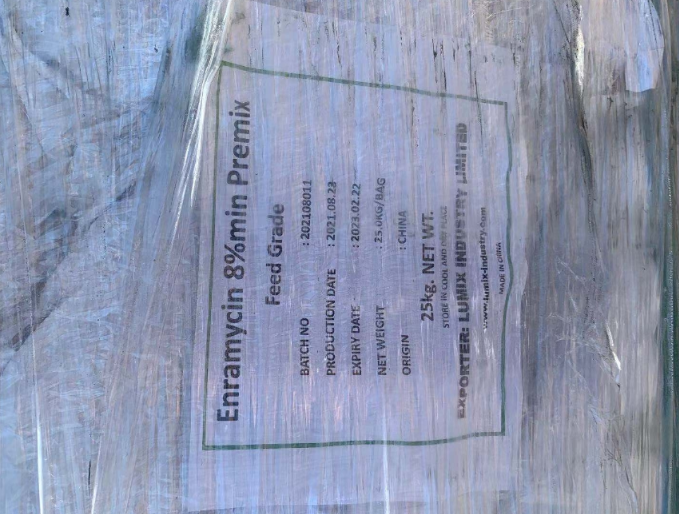 Enramycin 8%min Premix
Feed Grade
BATCH NO : 202108011
PRODUCTION DATE : 2021.08.23
EXPIRY DATE : 2023.02.22
NET WEIGHT : 25.0KG/BAG
ORIGIN : CHINA
25kg. NET WT.
STORE IN COOL AND DRY PLACE
EXPORTER: LUMIX INDUSTRY LIMITED
www.lumix-industry.com
MADE IN CHINA